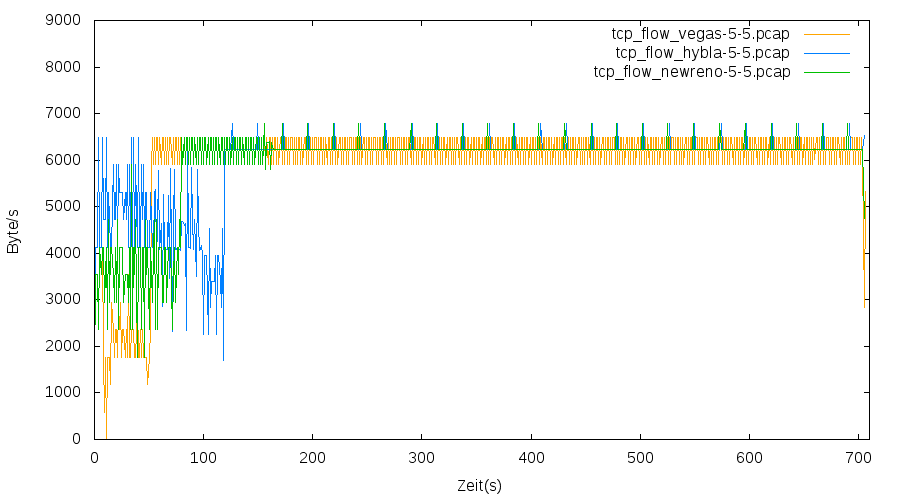 9000
8000
7000
6000
5000
4000
3000
2000
1000
0
Byte/s
tcp_flow_vegas-5-5.pcap
tcp_flow_hybla-5-5.pcap
tcp_flow_newreno-5-5.pcap
0 100 200 300 400 500 600 700
Zeit(s)